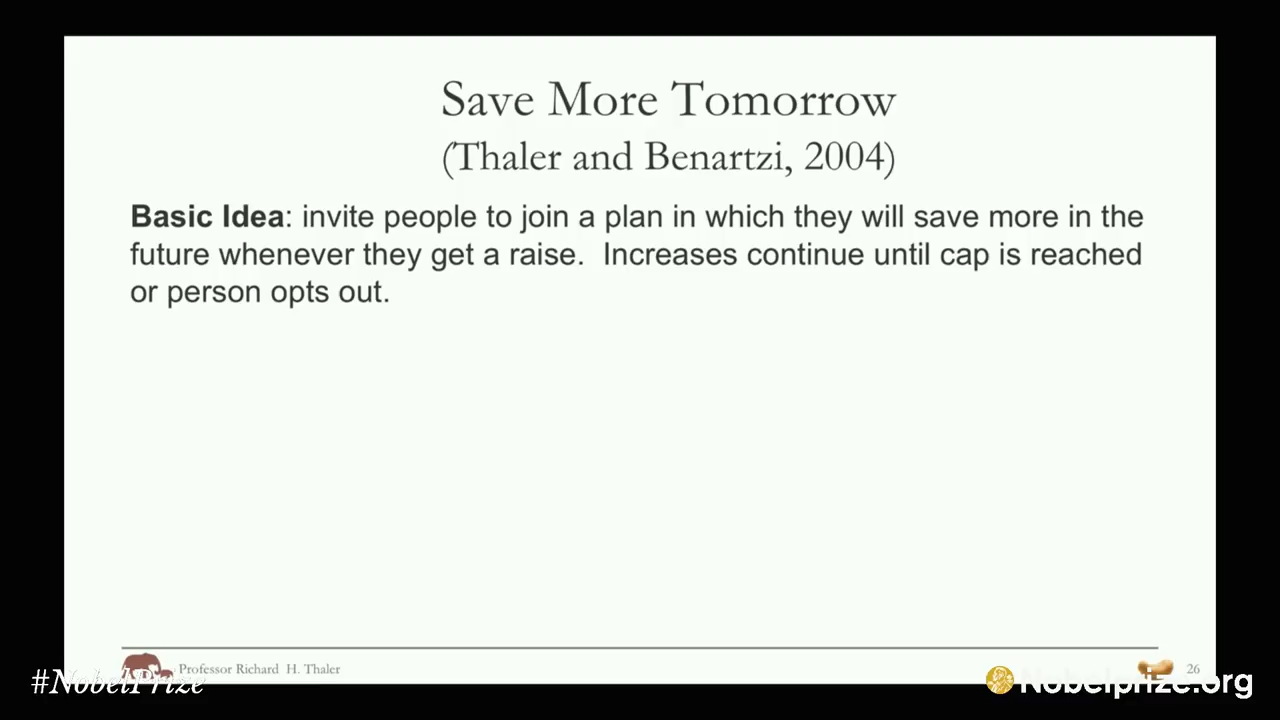 Save More Tomorrow
(Thaler and Benartzi, 2004)
Basic Idea: invite people to join a plan in which they will save more in the
future whenever they get a raise.  Increases continue until cap is reached
or person opts out.
Professor Richard  H. Thaler
26
#NobelPrize
Nobelprize.org